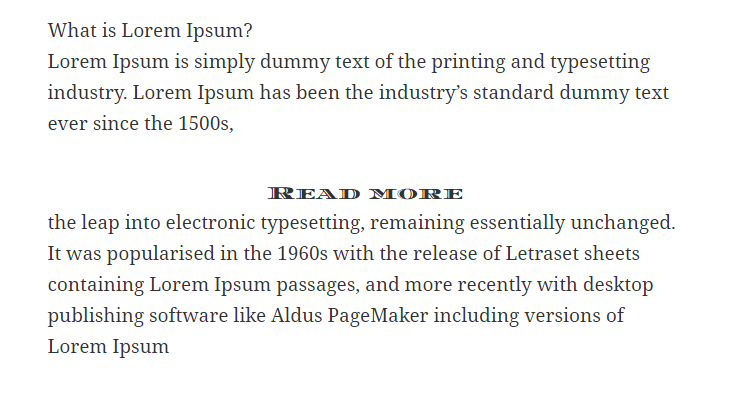 What is Lorem Ipsum?
Lorem Ipsum is simply dummy text of the printing and typesetting
industry. Lorem Ipsum has been the industry’s standard dummy text
ever since the 1500s,
Read more
the leap into electronic typesetting, remaining essentially unchanged.
It was popularised in the 1960s with the release of Letraset sheets
containing Lorem Ipsum passages, and more recently with desktop
publishing software like Aldus PageMaker including versions of
Lorem Ipsum